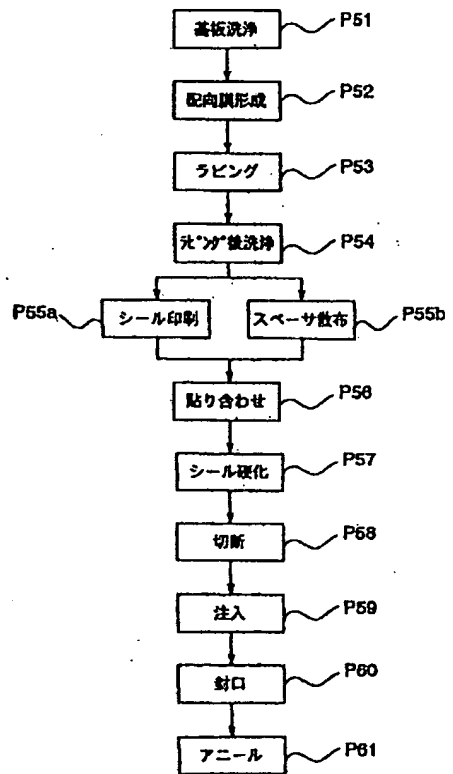 基板洗浄 P51
配向膜形成 P52
ラビング P53
ﾗﾋﾞﾝｸﾞ後洗浄 P54
P55a シール印刷 スペーサ散布 P55b
貼り合わせ P56
シール硬化 P57
切断 P58
注入 P59
封口 P60
アニール P61